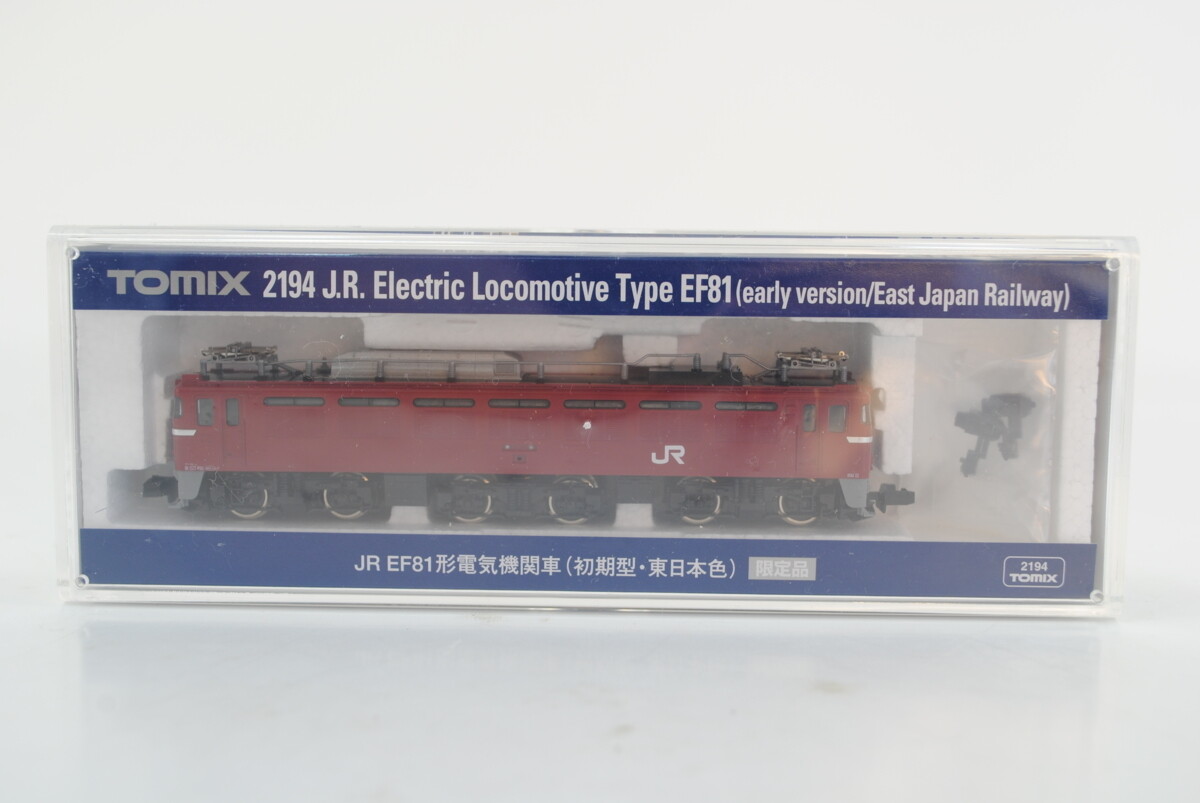 TOMIX 2194 J.R. Electric Locomotive Type EF81 (early version/East Japan Railway)
JR
JR EF81形電気機関車(初期型・東日本色) 限定品
2194
TOMIX